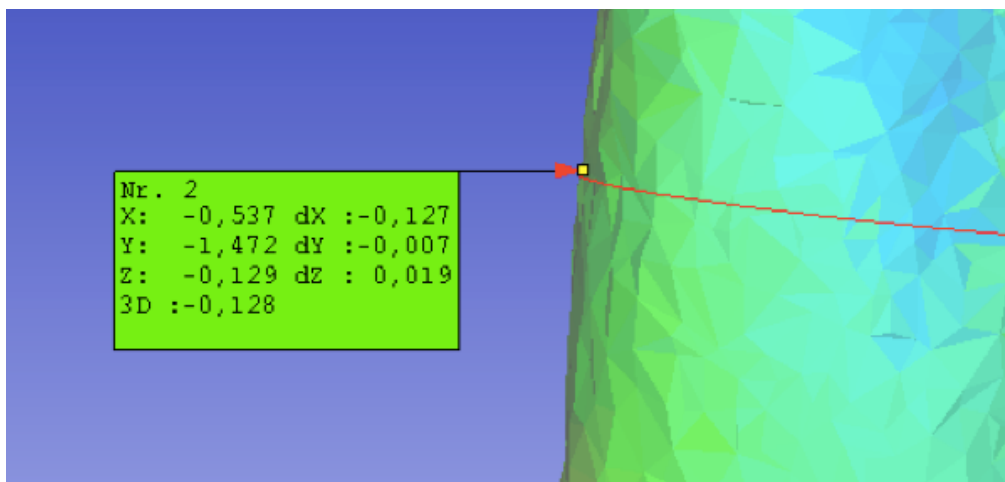 Nr. 2
X: -0,537 dX :-0,127
Y: -1,472 dY :-0,007
Z: -0,129 dZ : 0,019
3D :-0,128